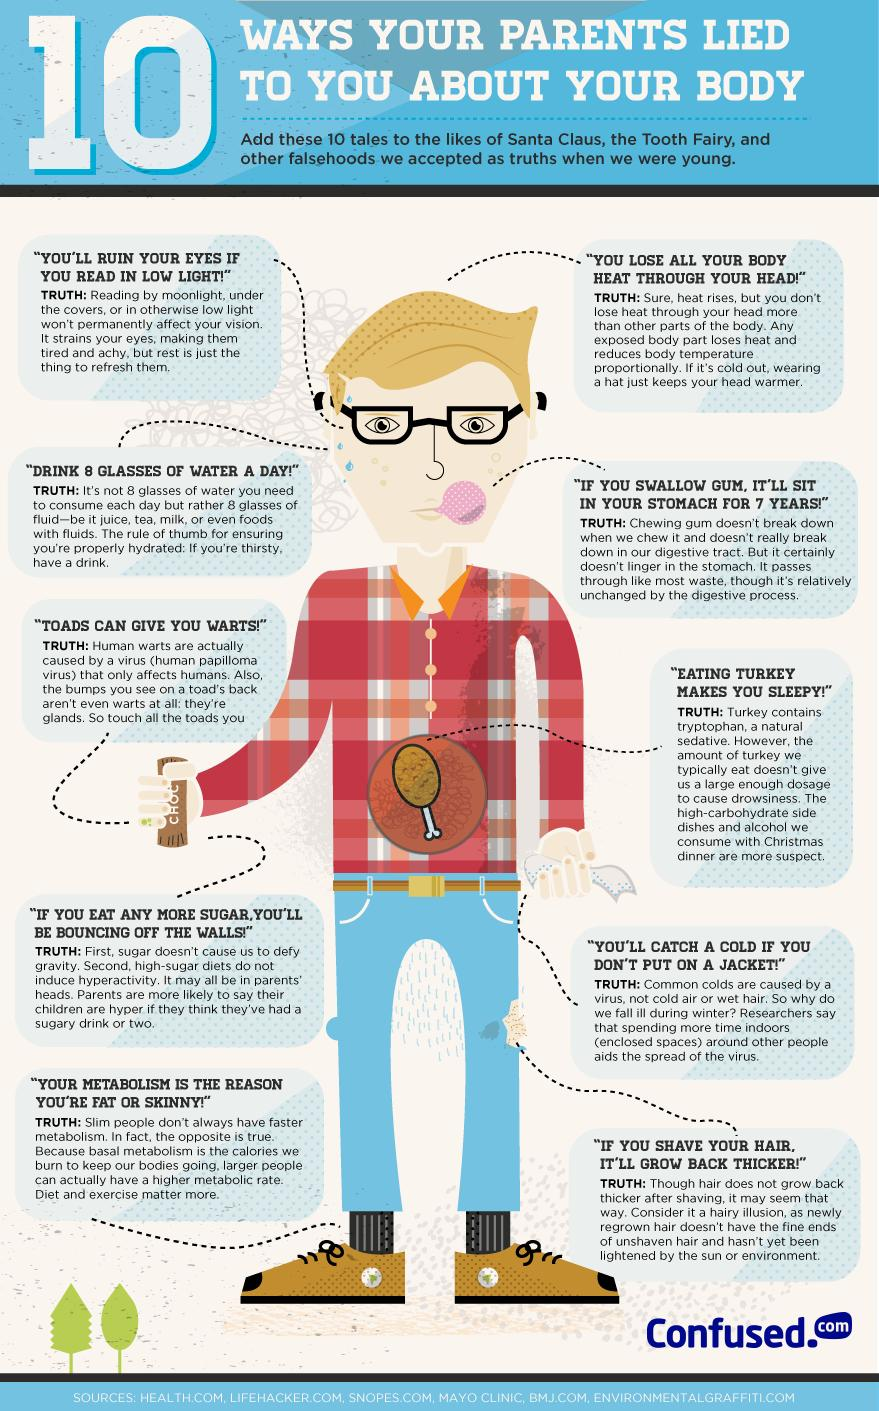 10
WAYS YOUR PARENTS LIED
TO YOU ABOUT YOUR BODY
Add these 10 tales to the likes of Santa Claus, the Tooth Fairy, and
other falsehoods we accepted as truths when we were young.
“YOU’LL RUIN YOUR EYES IF
YOU READ IN LOW LIGHT!”
TRUTH: Reading by moonlight, under
the covers, or in otherwise low light
won’t permanently affect your vision.
It strains your eyes, making them
tired and achy, but rest is just the
thing to refresh them.
“YOU LOSE ALL YOUR BODY
HEAT THROUGH YOUR HEAD!”
TRUTH: Sure, heat rises, but you don’t
lose heat through your head more
than other parts of the body. Any
exposed body part loses heat and
reduces body temperature
proportionally. If it’s cold out, wearing
a hat just keeps your head warmer.
“DRINK 8 GLASSES OF WATER A DAY!”
TRUTH: It’s not 8 glasses of water you need
to consume each day but rather 8 glasses of
fluid—be it juice, tea, milk, or even foods
with fluids. The rule of thumb for ensuring
you’re properly hydrated: If you’re thirsty,
have a drink.
“IF YOU SWALLOW GUM, IT’LL SIT
IN YOUR STOMACH FOR 7 YEARS!”
TRUTH: Chewing gum doesn’t break down
when we chew it and doesn’t really break
down in our digestive tract. But it certainly
doesn’t linger in the stomach. It passes
through like most waste, though it’s relatively
unchanged by the digestive process.
“TOADS CAN GIVE YOU WARTS!”
TRUTH: Human warts are actually
caused by a virus (human papilloma
virus) that only affects humans. Also,
the bumps you see on a toad’s back
aren’t even warts at all: they’re
glands. So touch all the toads you
“EATING TURKEY
MAKES YOU SLEEPY!”
TRUTH: Turkey contains
tryptophan, a natural
sedative. However, the
amount of turkey we
typically eat doesn’t give
us a large enough dosage
to cause drowsiness. The
high-carbohydrate side
dishes and alcohol we
consume with Christmas
dinner are more suspect.
CHOC
“IF YOU EAT ANY MORE SUGAR,YOU’LL
BE BOUNCING OFF THE WALLS!”
TRUTH: First, sugar doesn’t cause us to defy
gravity. Second, high-sugar diets do not
induce hyperactivity. It may all be in parents’
heads. Parents are more likely to say their
children are hyper if they think they’ve had a
sugary drink or two.
“YOU’LL CATCH A COLD IF YOU
DON’T PUT ON A JACKET!”
TRUTH: Common colds are caused by a
virus, not cold air or wet hair. So why do
we fall ill during winter? Researchers say
that spending more time indoors
(enclosed spaces) around other people
aids the spread of the virus.
“YOUR METABOLISM IS THE REASON
YOU’RE FAT OR SKINNY!”
TRUTH: Slim people don’t always have faster
metabolism. In fact, the opposite is true.
Because basal metabolism is the calories we
burn to keep our bodies going, larger people
can actually have a higher metabolic rate.
Diet and exercise matter more.
“IF YOU SHAVE YOUR HAIR,
IT’LL GROW BACK THICKER!”
TRUTH: Though hair does not grow back
thicker after shaving, it may seem that
way. Consider it a hairy illusion, as newly
regrown hair doesn’t have the fine ends
of unshaven hair and hasn’t yet been
lightened by the sun or environment.
Confused.com
SOURCES: HEALTH.COM, LIFEHACKER.COM, SNOPES.COM, MAYO CLINIC, BMJ.COM, ENVIRONMENTALGRAFFITI.COM